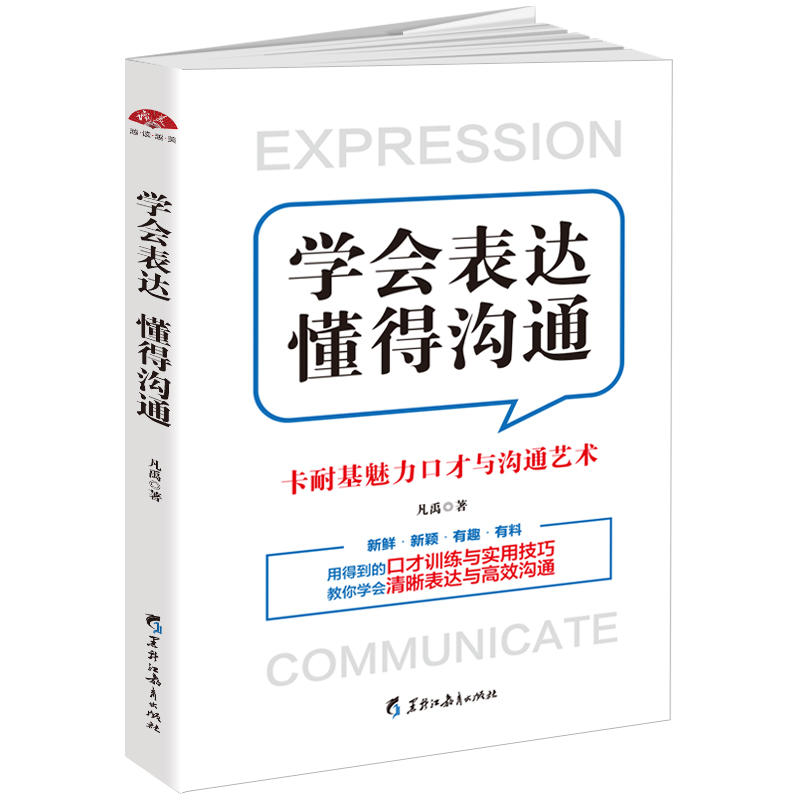 越·读·越·美
学会表达 懂得沟通
凡禹◎著
黑龙江教育出版社
EXPRESSION
学会表达
懂得沟通
卡耐基魅力口才与沟通艺术
凡禹◎著
新鲜·新颖·有趣·有料
用得到的口才训练与实用技巧
教你学会清晰表达与高效沟通
COMMUNICATE
黑龙江教育出版社